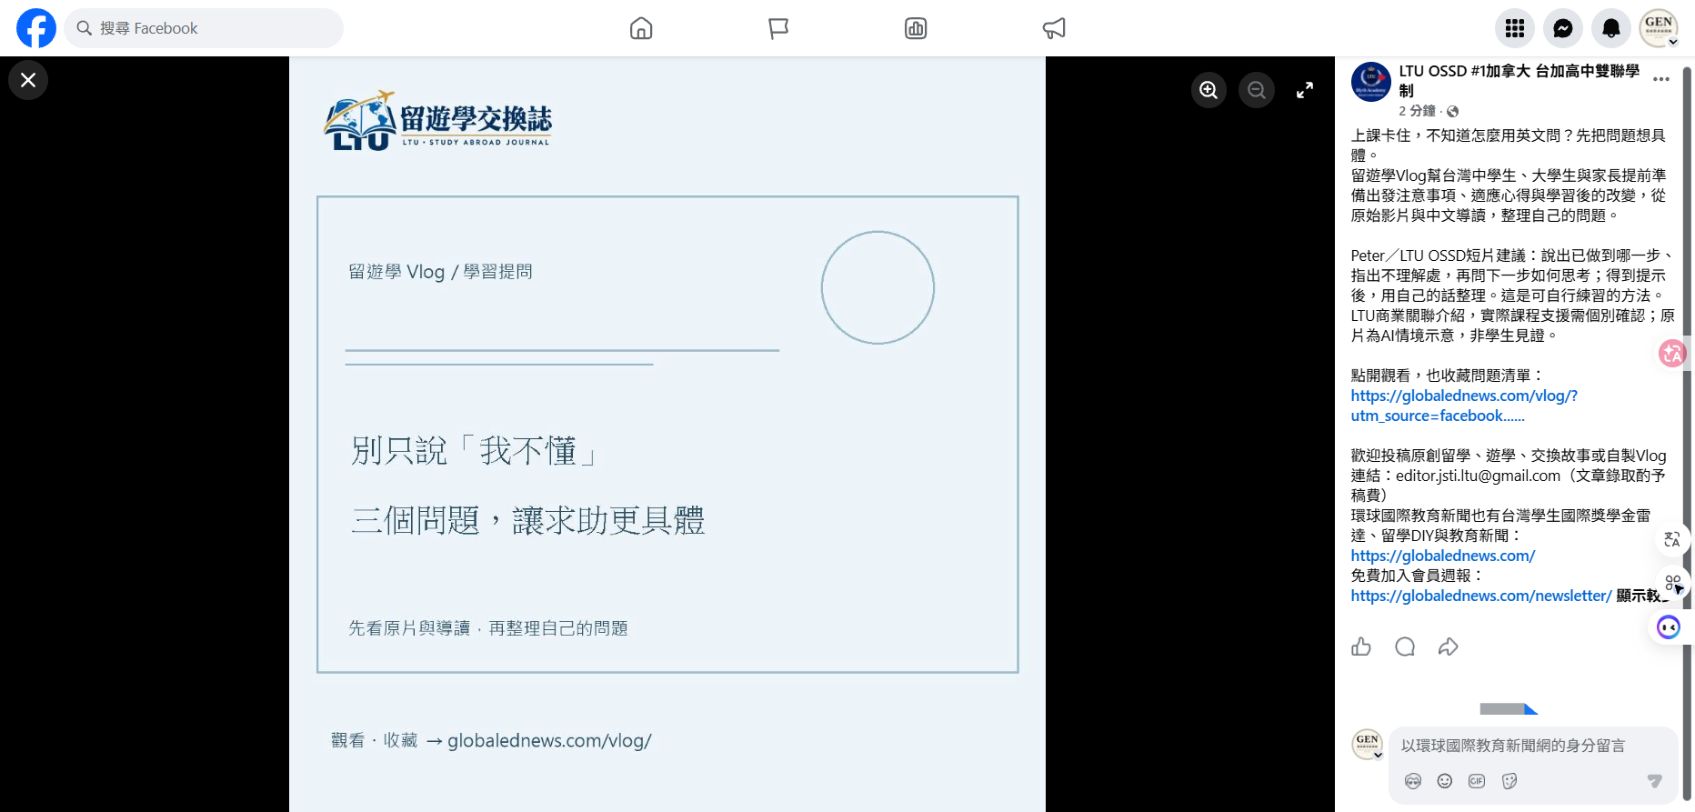 搜尋 Facebook
GEN
LTU
留遊學交換誌
LTU · STUDY ABROAD JOURNAL
留遊學 Vlog / 學習提問
別只說「我不懂」
三個問題，讓求助更具體
先看原片與導讀．再整理自己的問題
觀看．收藏 → globalednews.com/vlog/
LTU OSSD #1加拿大 台加高中雙聯學
制
2 分鐘 ·
上課卡住，不知道怎麼用英文問？先把問題想具
體。
留遊學Vlog幫台灣中學生、大學生與家長提前準
備出發注意事項、適應心得與學習後的改變，從
原始影片與中文導讀，整理自己的問題。
Peter／LTU OSSD短片建議：說出已做到哪一步、
指出不理解處，再問下一步如何思考；得到提示
後，用自己的話整理。這是可自行練習的方法。
LTU商業關聯介紹，實際課程支援需個別確認；原
片為AI情境示意，非學生見證。
點開觀看，也收藏問題清單：
https://globalednews.com/vlog/?
utm_source=facebook......
歡迎投稿原創留學、遊學、交換故事或自製Vlog
連結：editor.jsti.ltu@gmail.com（文章錄取酌予
稿費）
環球國際教育新聞也有台灣學生國際獎學金雷
達、留學DIY與教育新聞：
https://globalednews.com/
免費加入會員週報：
https://globalednews.com/newsletter/ 顯示較少
GEN
以環球國際教育新聞網的身分留言
GIF